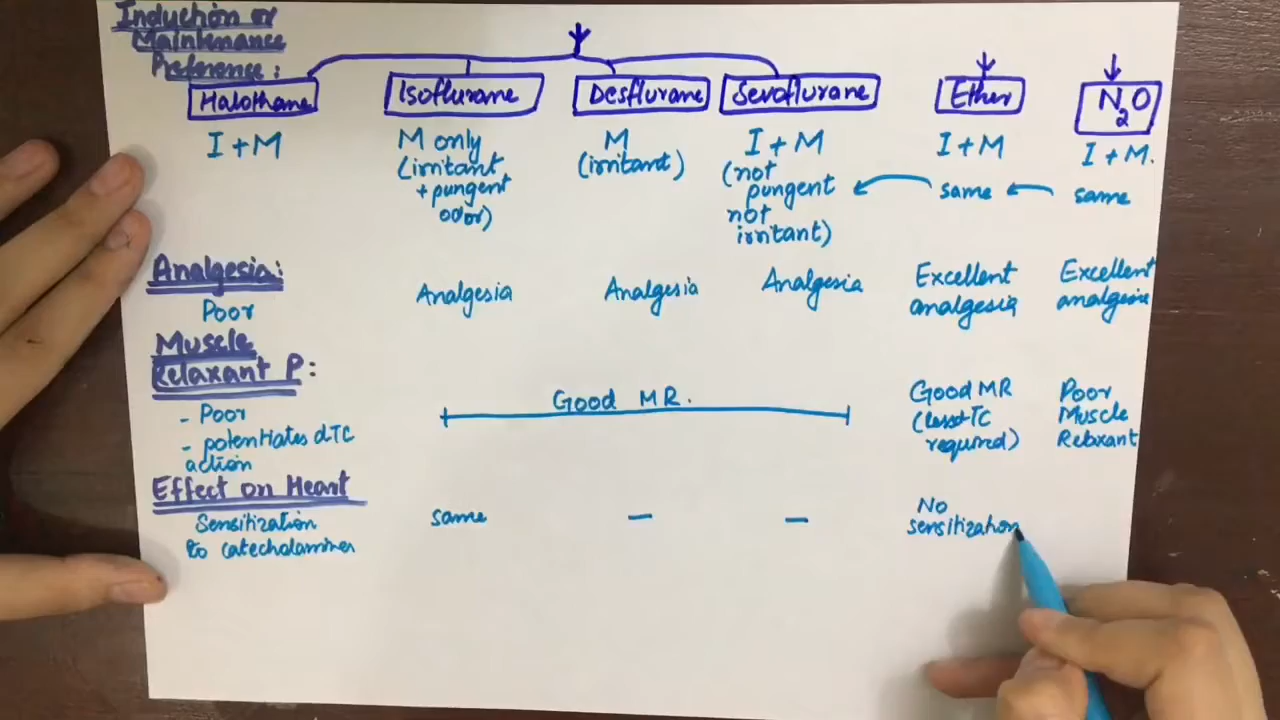 Induction or
Maintenance
Preference:
Halothane
Isoflurane
Desflurane
Sevoflurane
Ether
N2O
I+M
M only
(irritant
+ pungent
odor)
M
(irritant)
I+M
(not
pungent
not
irritant)
I+M
same
I+M.
same
Analgesia:
Poor
Analgesia
Analgesia
Analgesia
Excellent
analgesia
Excellent
analgesia
Muscle
Relaxant P:
- Poor
- potentiates dTC
action
Good MR.
Good MR
required)
Poor
Muscle
Relaxant
Effect on Heart
Sensitization
to catecholamines
same
–
–
No
sensitization